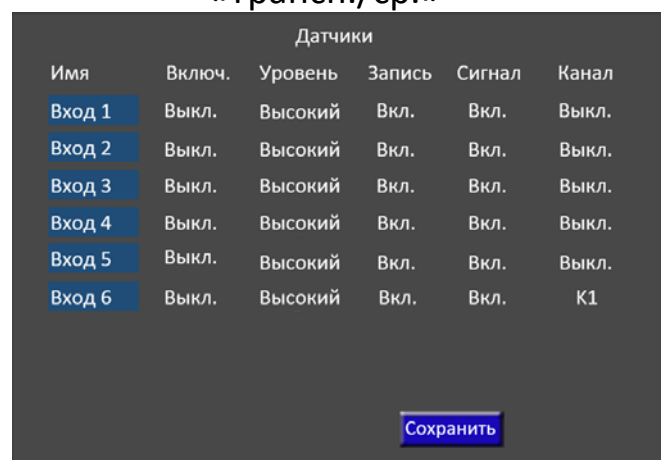 Датчики
Имя Включ. Уровень Запись Сигнал Канал
Вход 1 Выкл. Высокий Вкл. Вкл. Выкл.
Вход 2 Выкл. Высокий Вкл. Вкл. Выкл.
Вход 3 Выкл. Высокий Вкл. Вкл. Выкл.
Вход 4 Выкл. Высокий Вкл. Вкл. Выкл.
Вход 5 Выкл. Высокий Вкл. Вкл. Выкл.
Вход 6 Выкл. Высокий Вкл. Вкл. К1
Сохранить